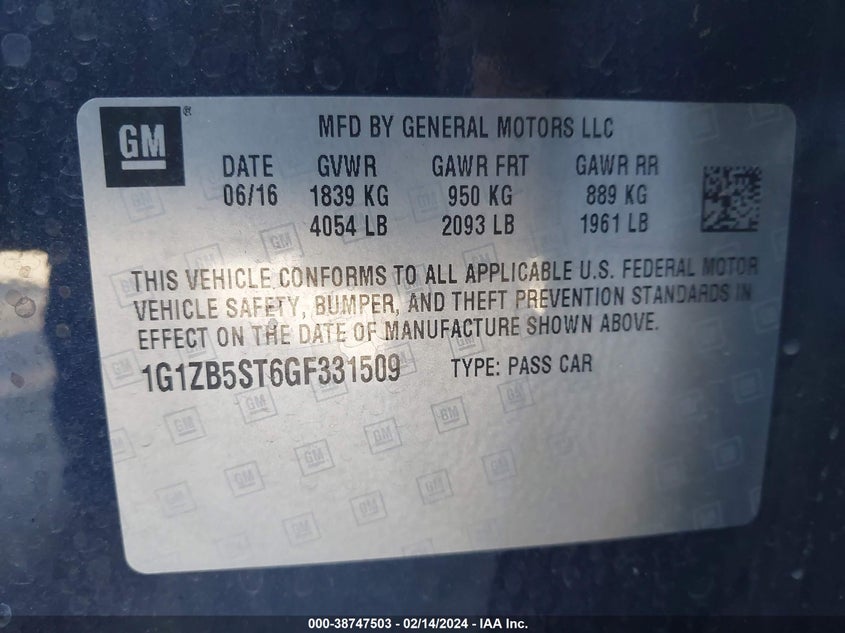 GM ®
MFD BY GENERAL MOTORS LLC
DATE GVWR GAWR FRT GAWR RR
06/16 1839 KG 950 KG 889 KG
4054 LB 2093 LB 1961 LB
THIS VEHICLE CONFORMS TO ALL APPLICABLE U.S. FEDERAL MOTOR
VEHICLE SAFETY, BUMPER, AND THEFT PREVENTION STANDARDS IN
EFFECT ON THE DATE OF MANUFACTURE SHOWN ABOVE.
1G1ZB5ST6GF331509 TYPE: PASS CAR
000-38747503 - 02/14/2024 - IAA Inc.